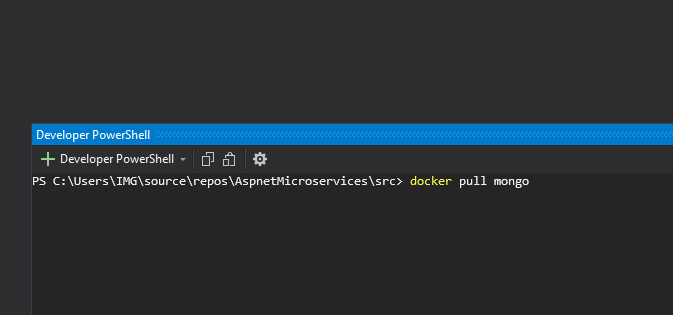 Developer PowerShell
Developer PowerShell
PS C:\Users\IMG\source\repos\AspnetMicroservices\src> docker pull mongo